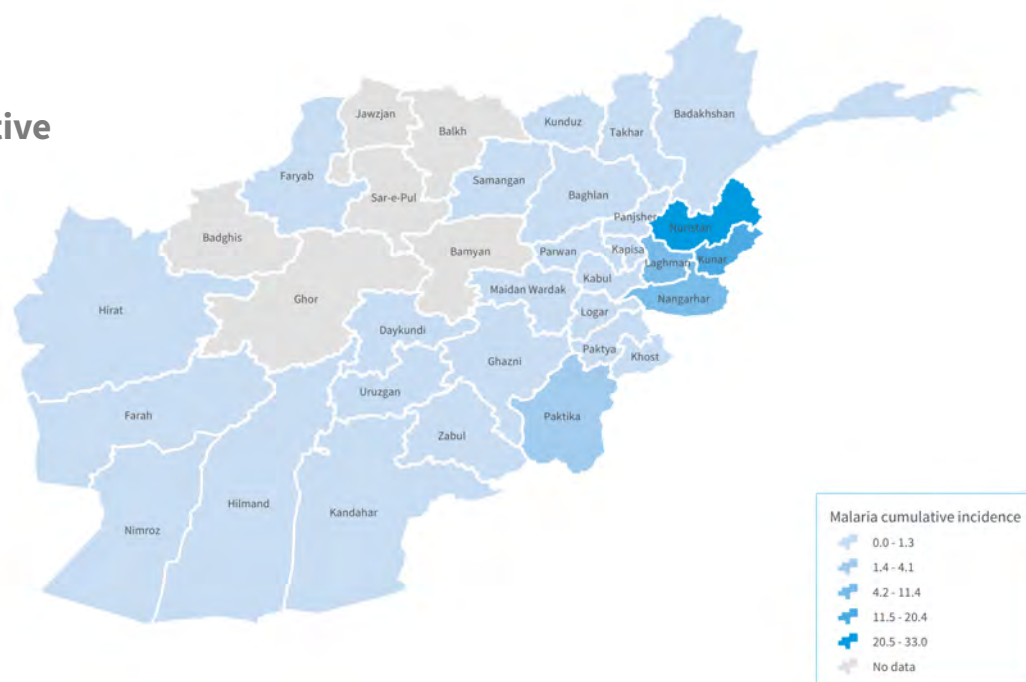 tive
Jawzjan
Balkh
Kunduz
Takhar
Badakhshan
Faryab
Samangan
Baghlan
Sar-e-Pul
Panjsher
Nuristan
Badghis
Bamyan
Parwan
Kapisa
Laghman
Kunar
Kabul
Maidan Wardak
Nangarhar
Ghor
Hirat
Logar
Daykundi
Paktya
Khost
Ghazni
Uruzgan
Farah
Paktika
Zabul
Hilmand
Kandahar
Nimroz
Malaria cumulative incidence
0.0 - 1.3
1.4 - 4.1
4.2 - 11.4
11.5 - 20.4
20.5 - 33.0
No data